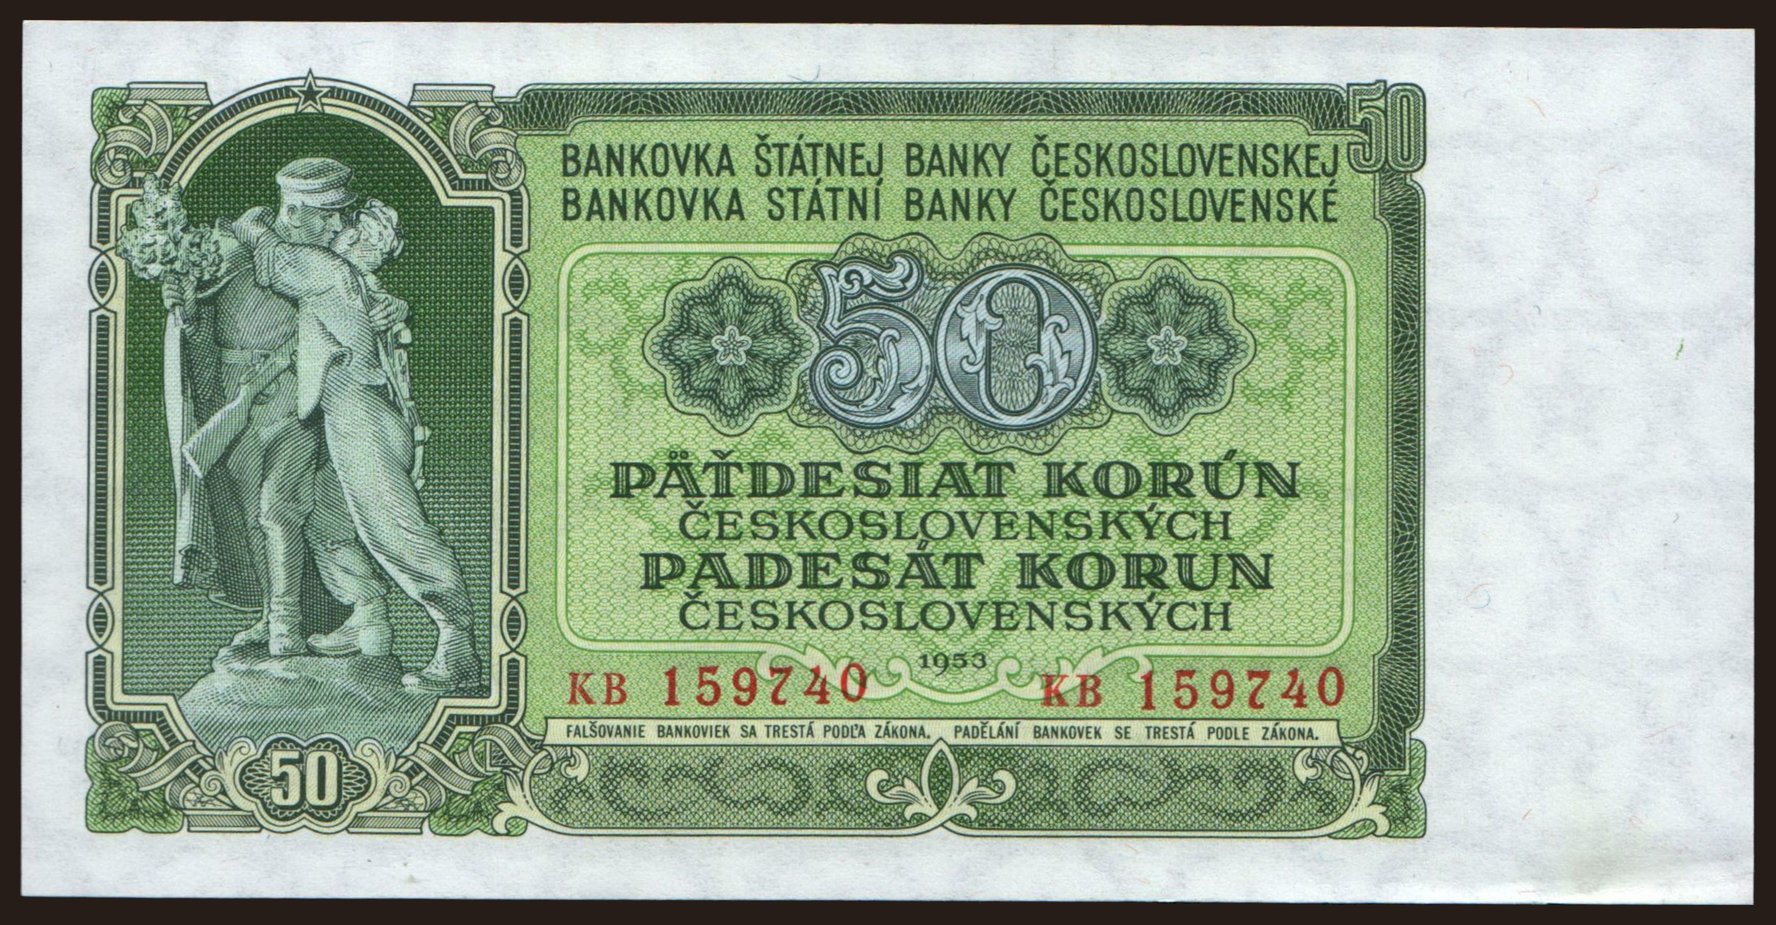 50
BANKOVKA ŠTÁTNEJ BANKY ČESKOSLOVENSKEJ
BANKOVKA STÁTNÍ BANKY ČESKOSLOVENSKÉ
50
PÄŤDESIAT KORÚN
ČESKOSLOVENSKÝCH
PADESÁT KORUN
ČESKOSLOVENSKÝCH
1953
KB 159740 KB 159740
FALŠOVANIE BANKOVIEK SA TRESTÁ PODĽA ZÁKONA. PADĚLÁNÍ BANKOVEK SE TRESTÁ PODLE ZÁKONA.
50